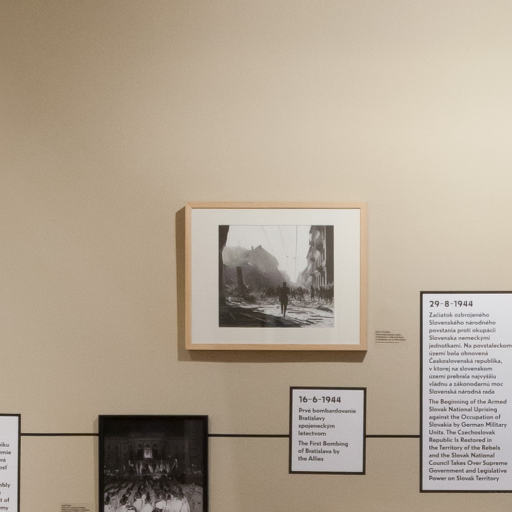 29-8-1944
Začiatok ozbrojeného
Slovenského národného
povstania proti okupácii
Slovenska nemeckými
jednotkami. Na povstaleckom
území bola obnovená
Československá republika,
v ktorej na slovenskom
území prebrala najvyššiu
vládnu a zákonodarnú moc
Slovenská národná rada
The Beginning of the Armed
Slovak National Uprising
against the Occupation of
Slovakia by German Military
Units. The Czechoslovak
Republic Is Restored in
the Territory of the Rebels
and the Slovak National
Council Takes Over Supreme
Government and Legislative
Power on Slovak Territory
16-6-1944
Prvé bombardovanie
Bratislavy
spojeneckým
letectvom
The First Bombing
of Bratislava by
the Allies